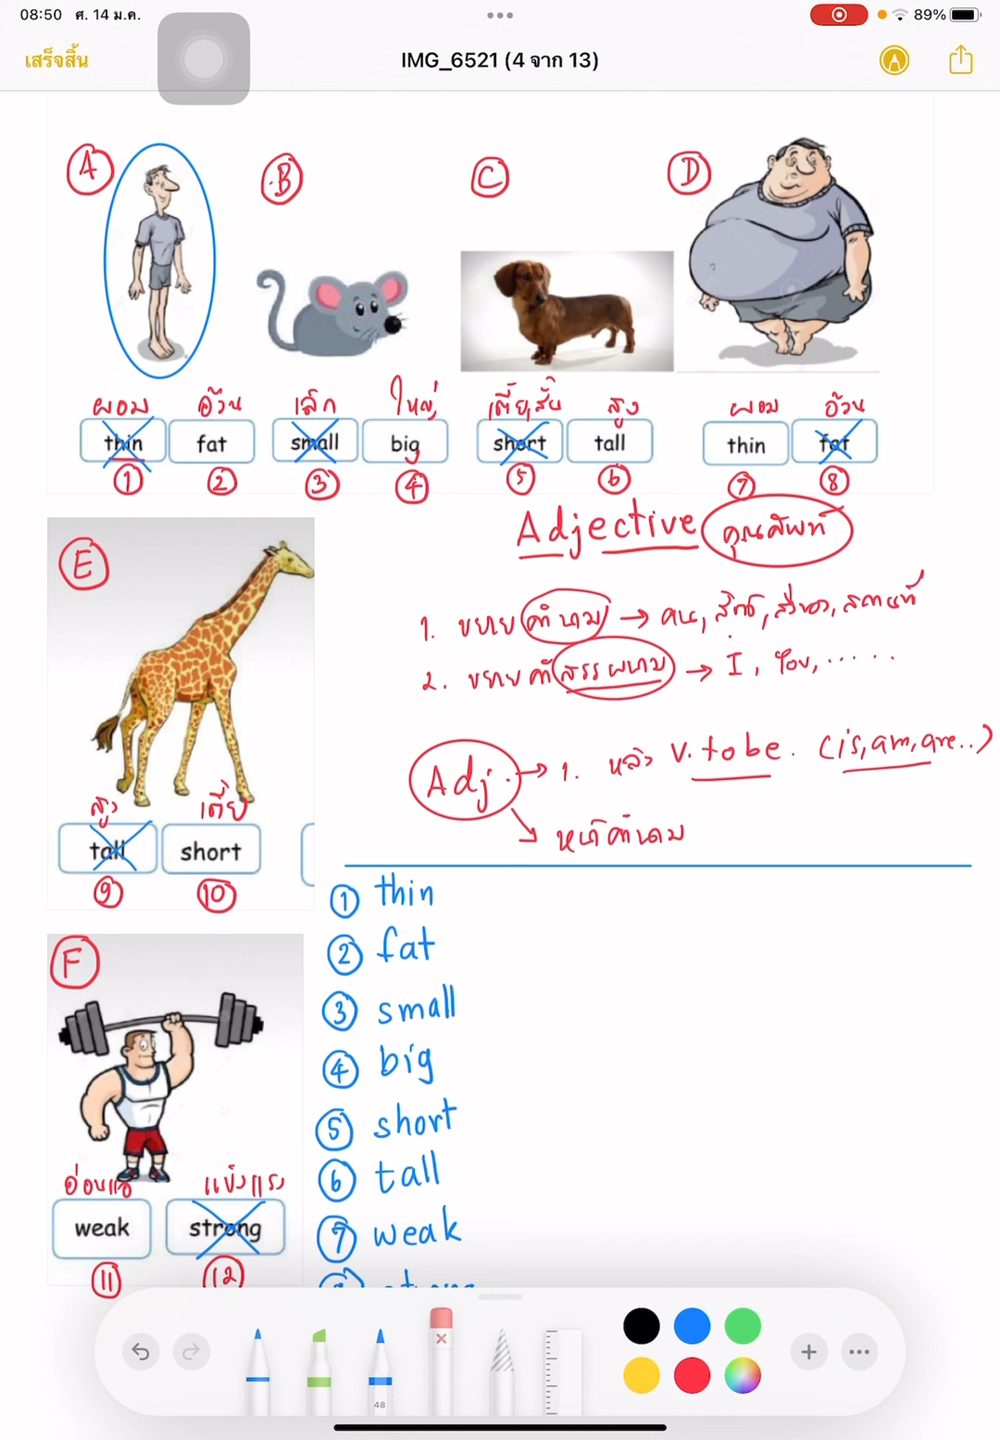 08:50 ศ. 14 ม.ค.
89%
เสร็จสิ้น
IMG_6521 (4 จาก 13)
A B C D
ผอม อ้วน เล็ก ใหญ่ เตี้ย,สั้น สูง ผอม อ้วน
thin fat small big short tall thin fat
1 2 3 4 5 6 7 8
Adjective คุณศัพท์
E
1. ขยายคำนาม → คน, สัตว์, สิ่งของ, สถานที่
2. ขยายคำสรรพนาม → I, You, ......
Adj. → 1. หลัง V. to be. (is, am, are..)
→ หน้าคำนาม
สูง เตี้ย
tall short
9 10
1 thin
2 fat
3 small
4 big
5 short
6 tall
7 weak
F
อ่อนแอ แข็งแรง
weak strong
11 12
48